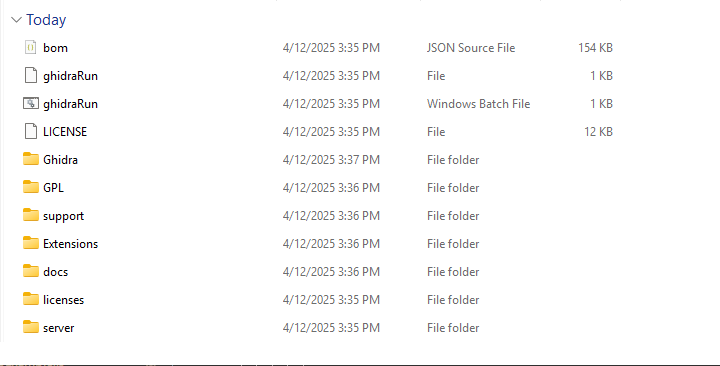 Today
bom 4/12/2025 3:35 PM JSON Source File 154 KB
ghidraRun 4/12/2025 3:35 PM File 1 KB
ghidraRun 4/12/2025 3:35 PM Windows Batch File 1 KB
LICENSE 4/12/2025 3:35 PM File 12 KB
Ghidra 4/12/2025 3:37 PM File folder
GPL 4/12/2025 3:36 PM File folder
support 4/12/2025 3:36 PM File folder
Extensions 4/12/2025 3:36 PM File folder
docs 4/12/2025 3:36 PM File folder
licenses 4/12/2025 3:35 PM File folder
server 4/12/2025 3:35 PM File folder